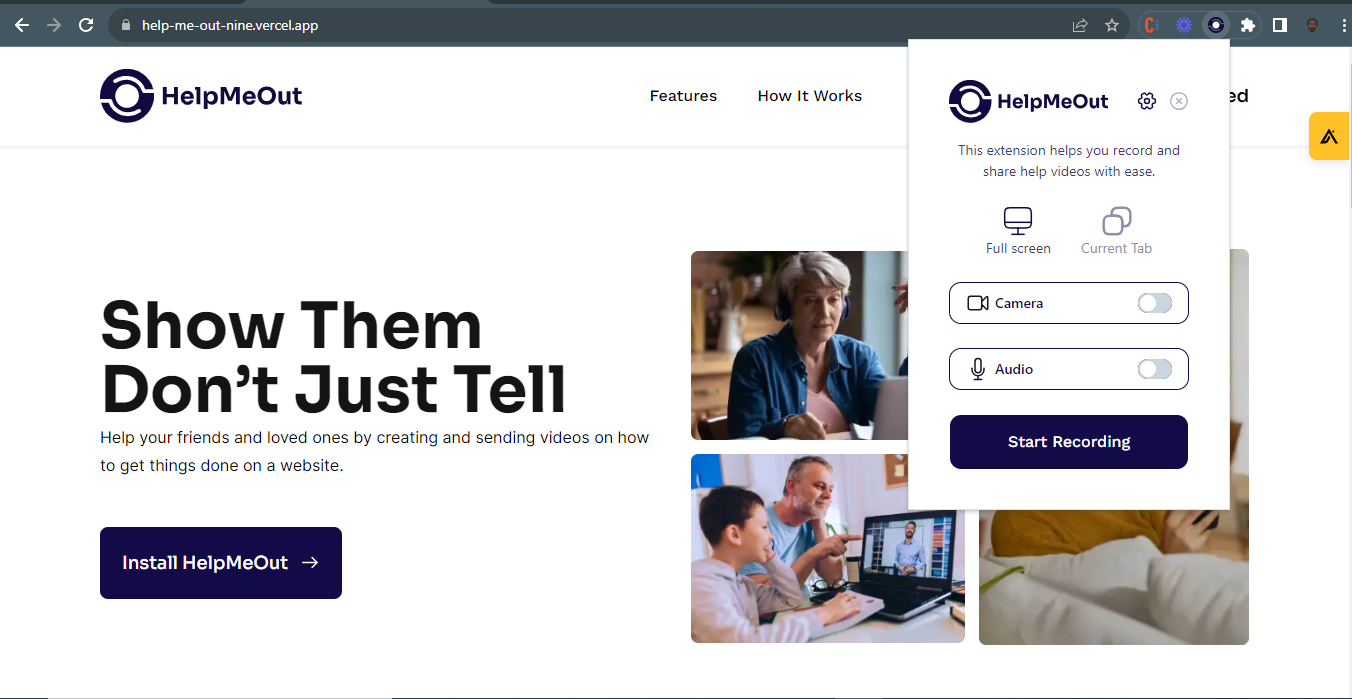 help-me-out-nine.vercel.app
HelpMeOut
Features
How It Works
ed
HelpMeOut
This extension helps you record and
share help videos with ease.
Full screen
Current Tab
Camera
Audio
Start Recording
Show Them
Don’t Just Tell
Help your friends and loved ones by creating and sending videos on how
to get things done on a website.
Install HelpMeOut →